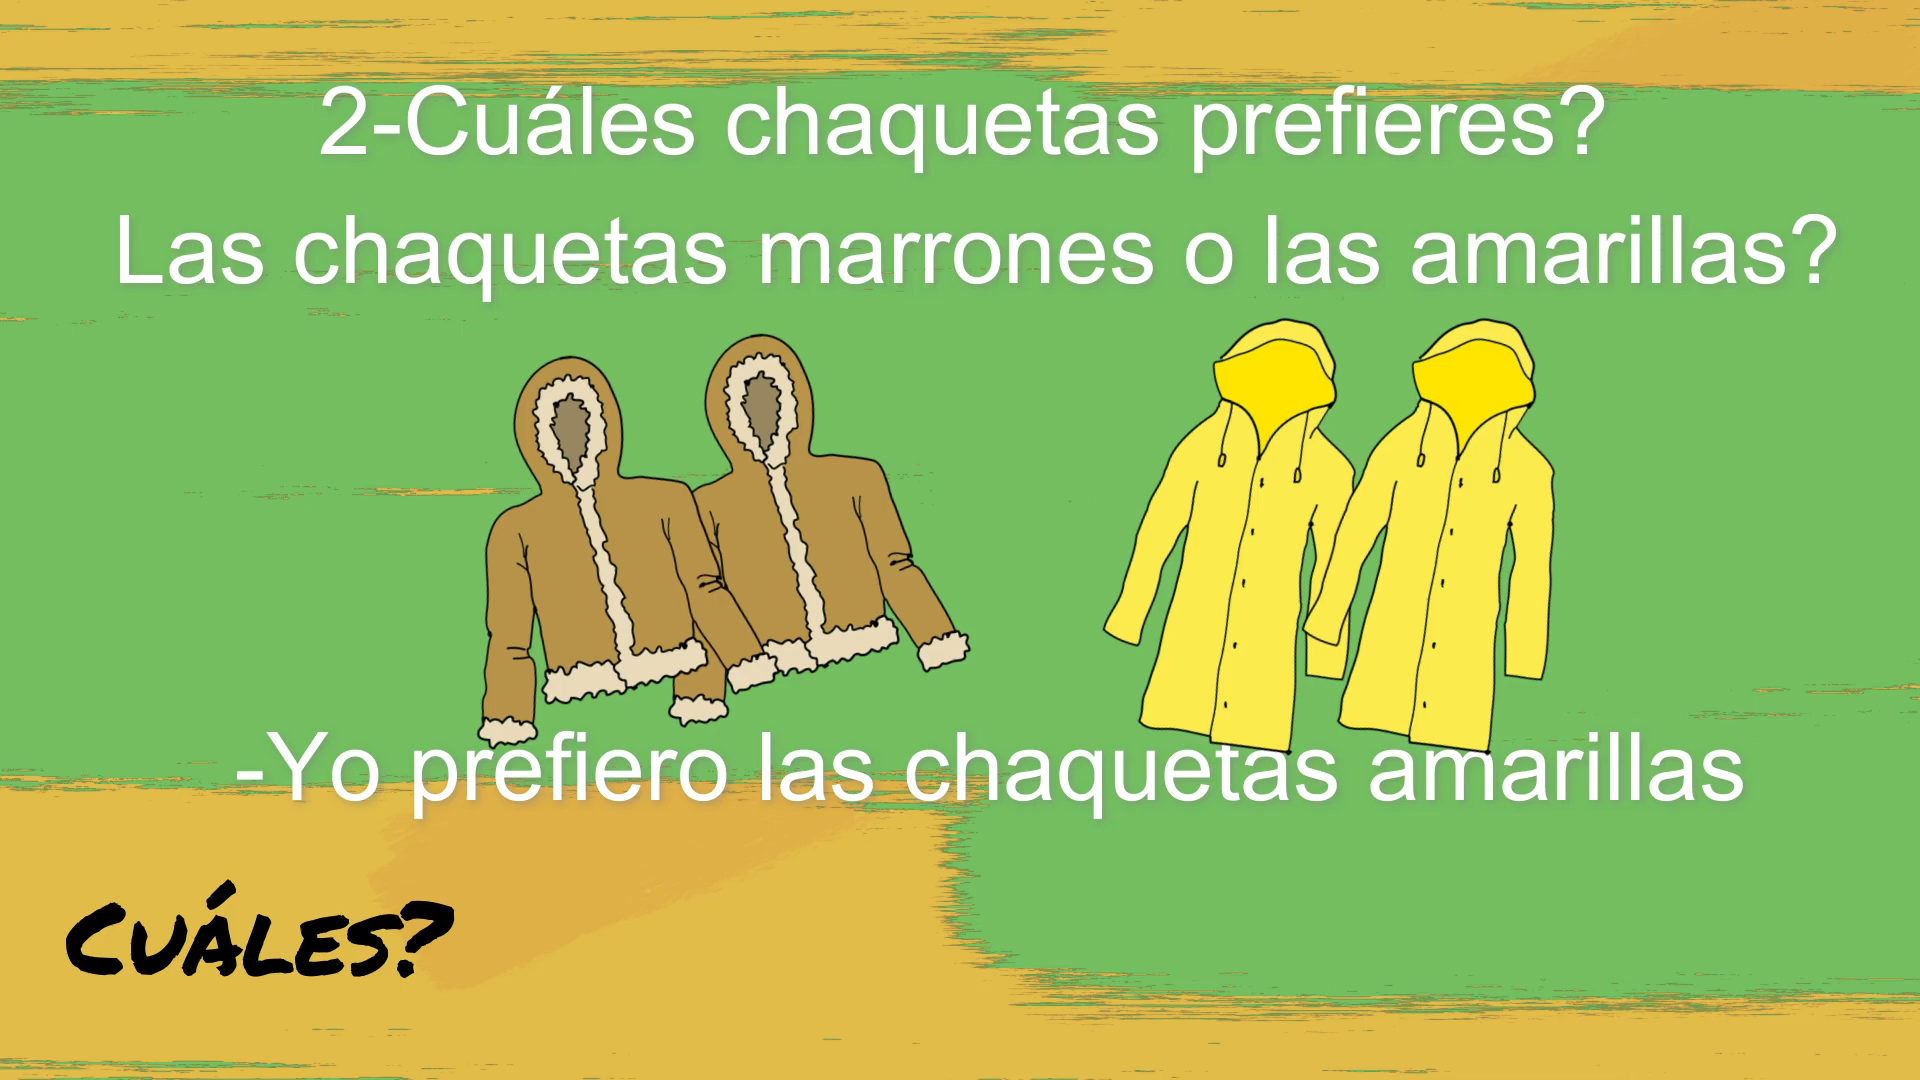 2-Cuáles chaquetas prefieres?
Las chaquetas marrones o las amarillas?
-Yo prefiero las chaquetas amarillas
CUÁLES?